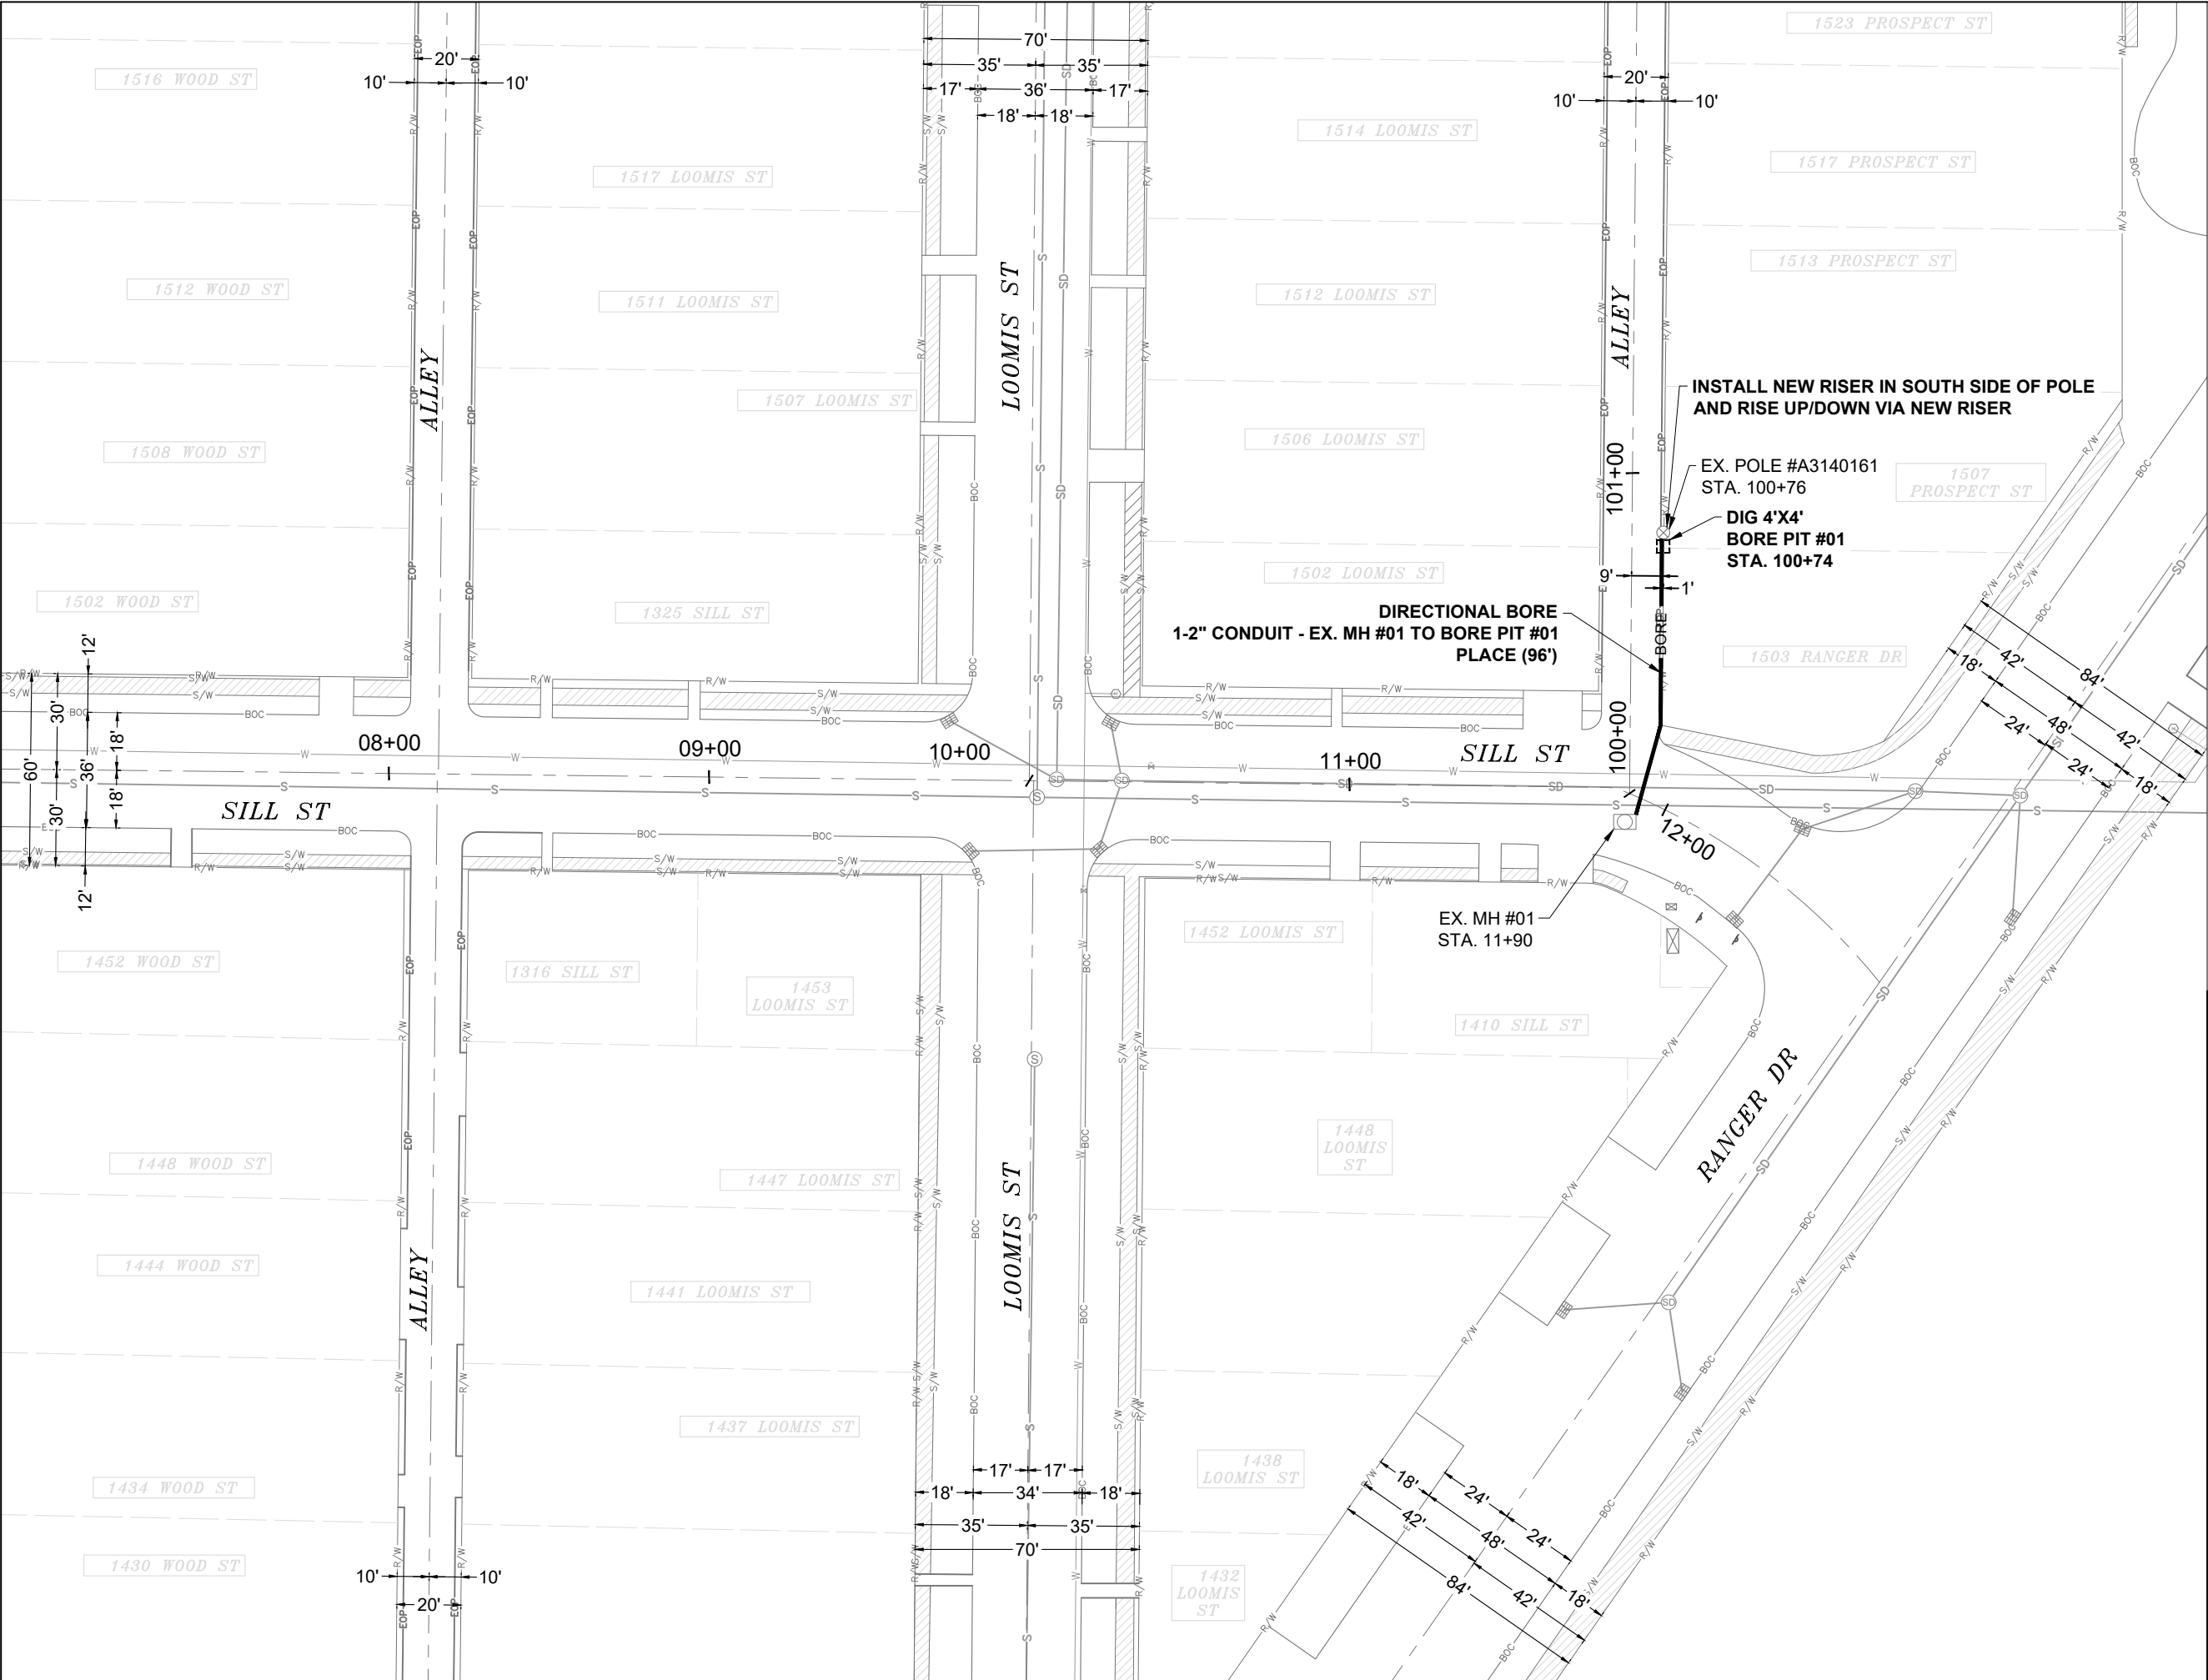 1523 PROSPECT ST
70'
20'
35' 35'
1516 WOOD ST
20'
10' 10'
17' 36' 17'
10' 10'
18' 18'
1514 LOOMIS ST
1517 PROSPECT ST
1517 LOOMIS ST
1513 PROSPECT ST
1512 WOOD ST
1511 LOOMIS ST
1512 LOOMIS ST
LOOMIS ST
ALLEY
ALLEY
INSTALL NEW RISER IN SOUTH SIDE OF POLE
AND RISE UP/DOWN VIA NEW RISER
1507 LOOMIS ST
1508 WOOD ST
1506 LOOMIS ST
101+00
EX. POLE #A3140161
STA. 100+76
1507
PROSPECT ST
DIG 4'X4'
BORE PIT #01
STA. 100+74
1502 LOOMIS ST
9'
1'
1502 WOOD ST
1325 SILL ST
DIRECTIONAL BORE
1-2" CONDUIT - EX. MH #01 TO BORE PIT #01
PLACE (96')
BORE
1503 RANGER DR
12'
30'
18'
60'
36'
30'
18'
12'
84'
42'
18'
48'
42'
24'
24'
18'
08+00
09+00
10+00
11+00
SILL ST
100+00
12+00
SILL ST
EX. MH #01
STA. 11+90
1452 WOOD ST
1316 SILL ST
1453
LOOMIS ST
1452 LOOMIS ST
1410 SILL ST
RANGER DR
1448 WOOD ST
1447 LOOMIS ST
1448
LOOMIS
ST
LOOMIS ST
ALLEY
1444 WOOD ST
1441 LOOMIS ST
1437 LOOMIS ST
1434 WOOD ST
1438
LOOMIS ST
17' 17'
18' 34' 18'
35' 35'
70'
18'
24'
42'
48'
24'
84'
42'
18'
1430 WOOD ST
10' 10'
20'
1432
LOOMIS
ST
R/W
S/W
BOC
EOP
W
S
SD